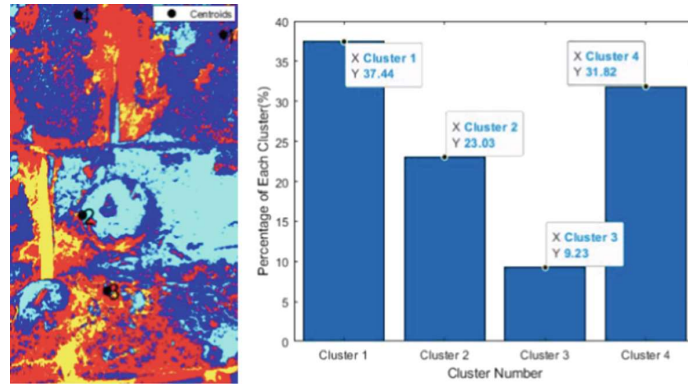 Centroids
4
1
2
3
Percentage of Each Cluster(%)
40
35
30
25
20
15
10
5
0
X Cluster 1
Y 37.44
X Cluster 2
Y 23.03
X Cluster 3
Y 9.23
X Cluster 4
Y 31.82
Cluster 1 Cluster 2 Cluster 3 Cluster 4
Cluster Number